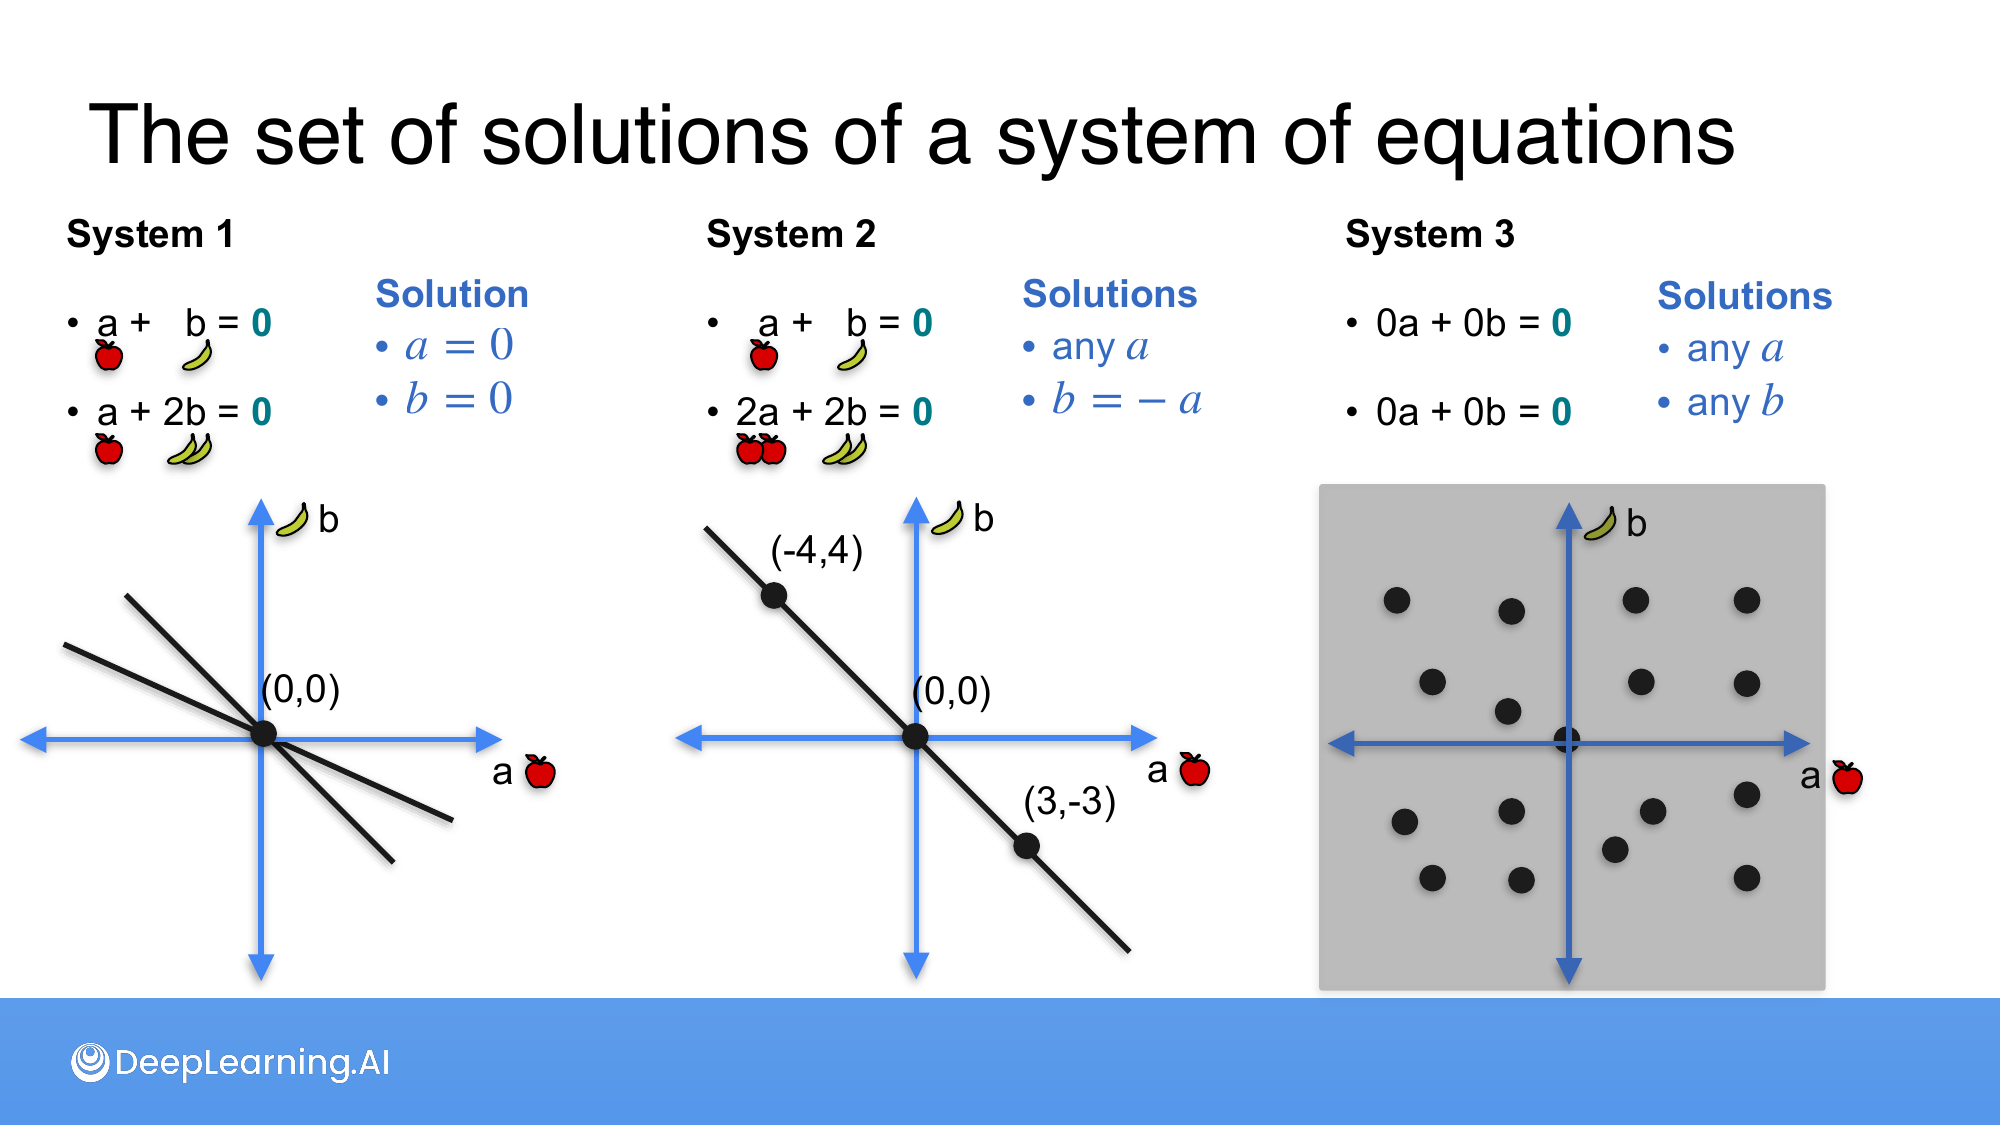 The set of solutions of a system of equations
System 1
• a + b = 0
• a + 2b = 0
Solution
• a = 0
• b = 0
b
(0,0)
a
System 2
• a + b = 0
• 2a + 2b = 0
Solutions
• any a
• b = − a
b
(-4,4)
(0,0)
a
(3,-3)
System 3
• 0a + 0b = 0
• 0a + 0b = 0
Solutions
• any a
• any b
b
a
DeepLearning.AI